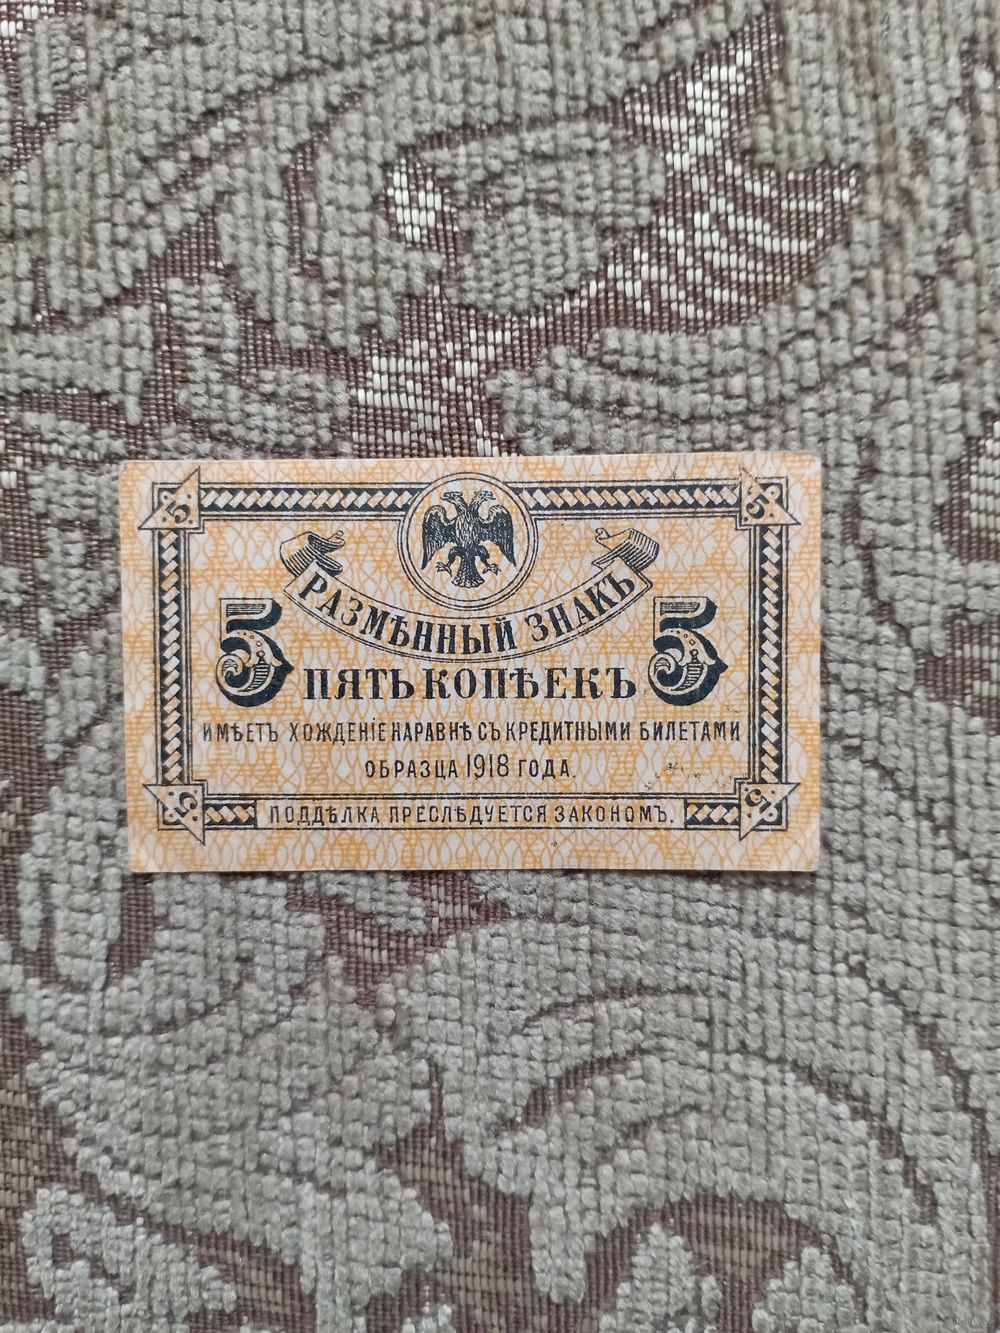 5 5
РАЗМѢННЫЙ ЗНАКЪ
5 ПЯТЬ КОПѢЕКЪ 5
ИМѢЕТЪ ХОЖДЕНІЕ НАРАВНѢ СЪ КРЕДИТНЫМИ БИЛЕТАМИ
ОБРАЗЦА 1918 ГОДА.
5 ПОДДѢЛКА ПРЕСЛѢДУЕТСЯ ЗАКОНОМЪ. 5